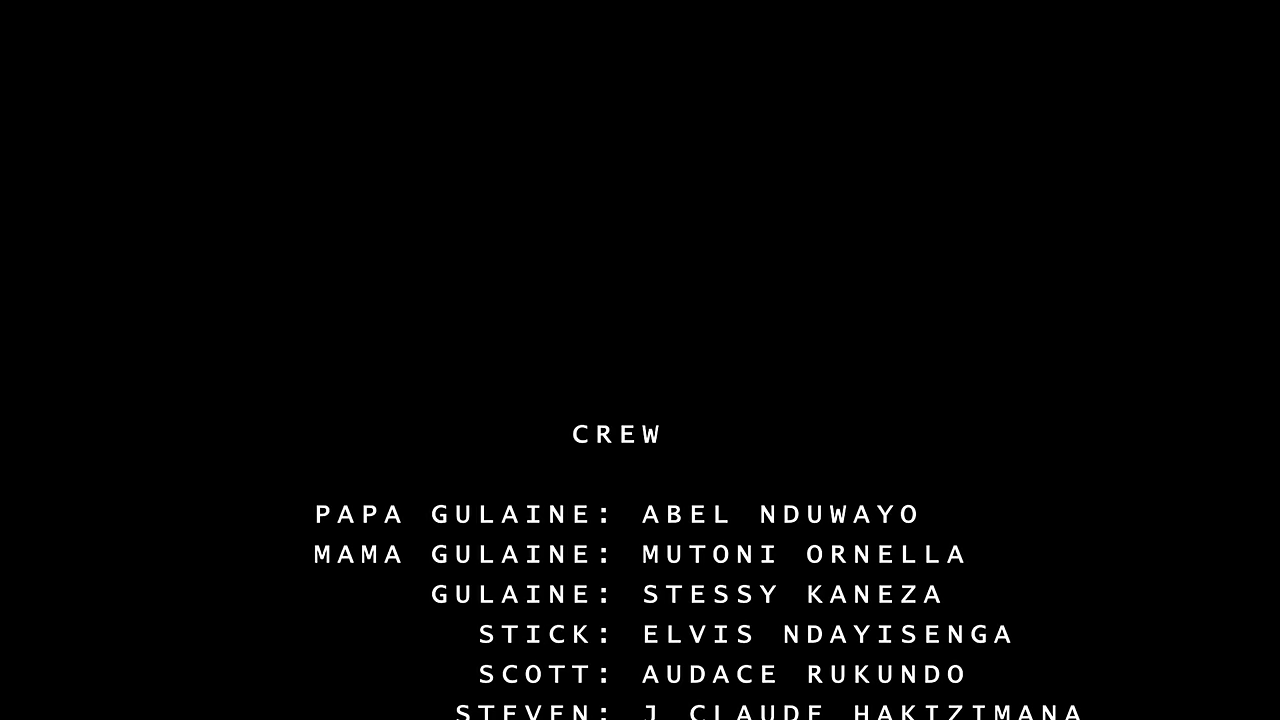 CREW
PAPA GULAINE: ABEL NDUWAYO
MAMA GULAINE: MUTONI ORNELLA
GULAINE: STESSY KANEZA
STICK: ELVIS NDAYISENGA
SCOTT: AUDACE RUKUNDO
STEVEN: J CLAUDE HAKIZIMANA